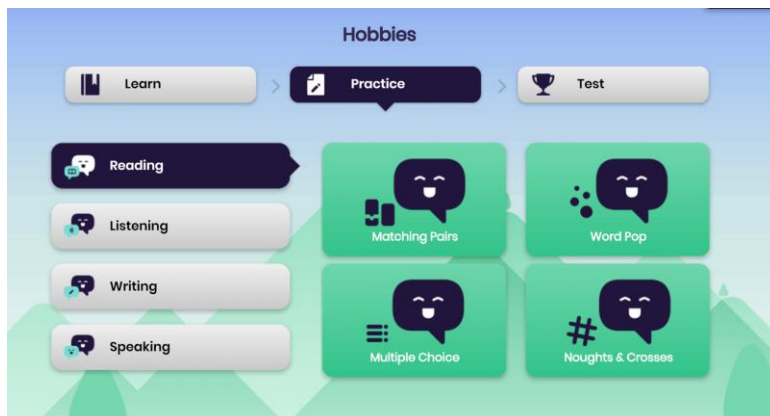 Hobbies
Learn
Practice
Test
Reading
Listening
Writing
Speaking
Matching Pairs
Word Pop
Multiple Choice
Noughts & Crosses